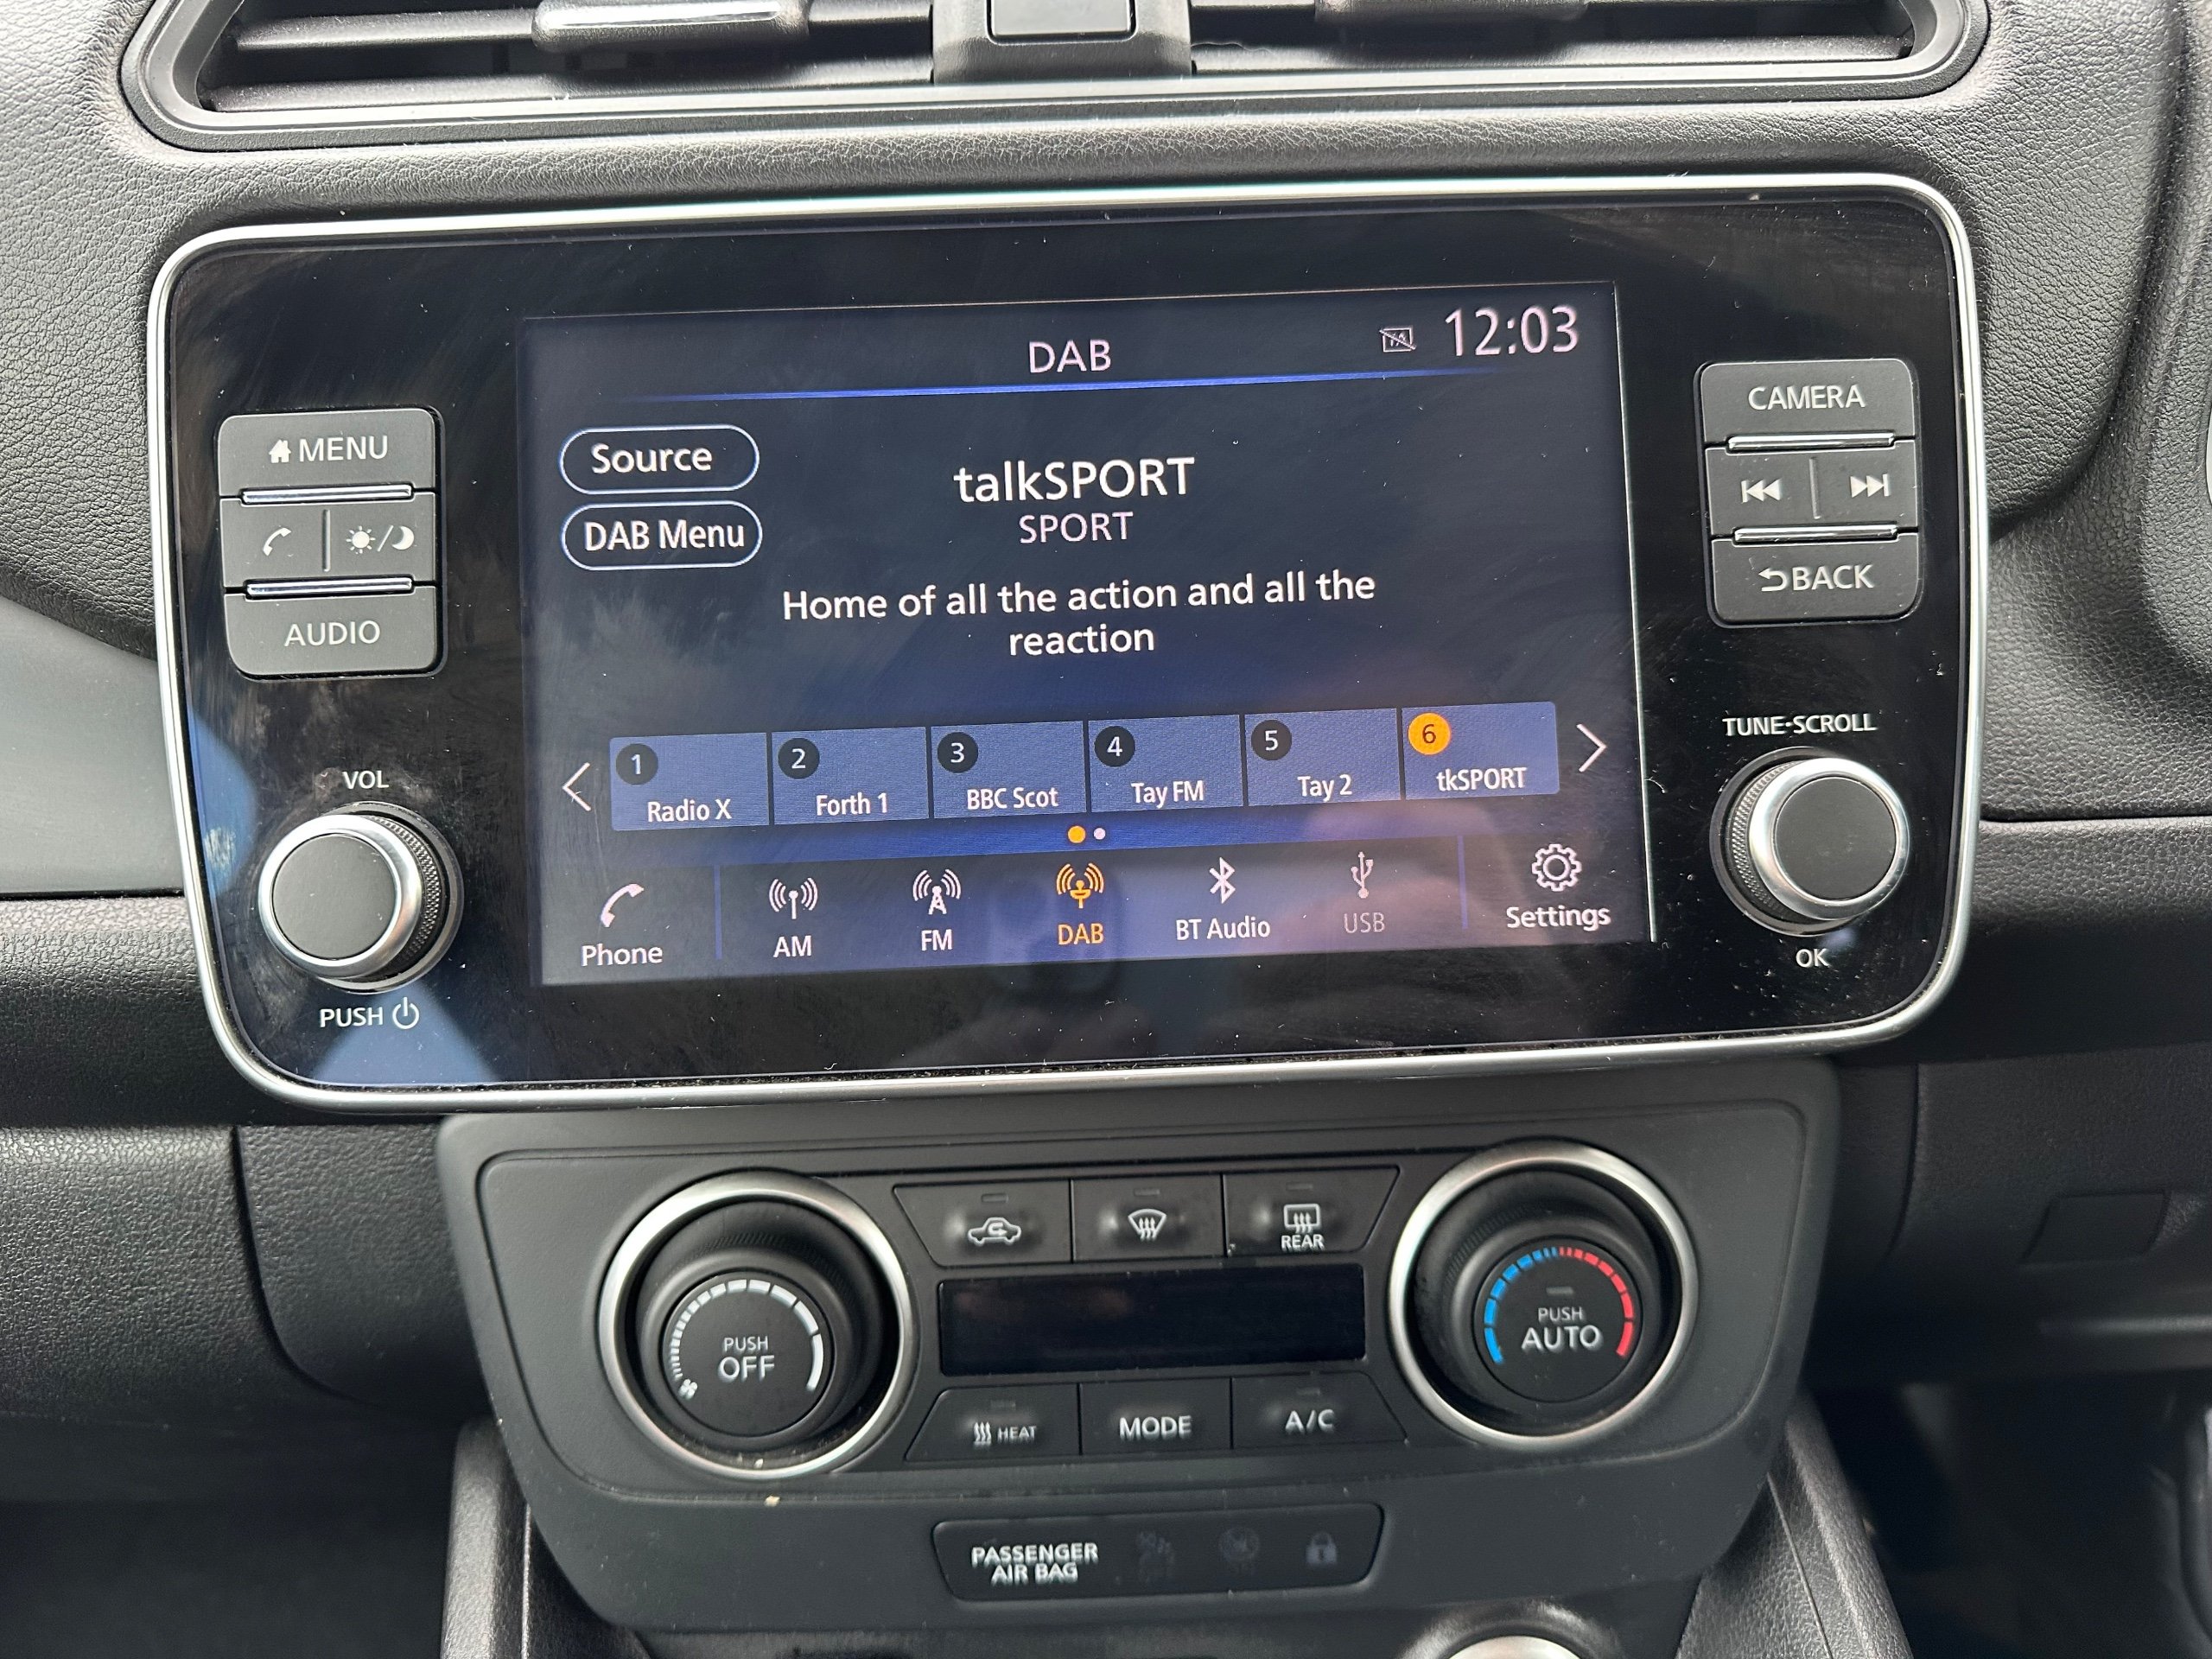 DAB
12:03
MENU
AUDIO
VOL
PUSH
Source
DAB Menu
talkSPORT
SPORT
Home of all the action and all the
reaction
1 Radio X
2 Forth 1
3 BBC Scot
4 Tay FM
5 Tay 2
6 tkSPORT
Phone
AM
FM
DAB
BT Audio
USB
Settings
CAMERA
BACK
TUNE·SCROLL
OK
REAR
PUSH
OFF
PUSH
AUTO
HEAT
MODE
A/C
PASSENGER
AIR BAG